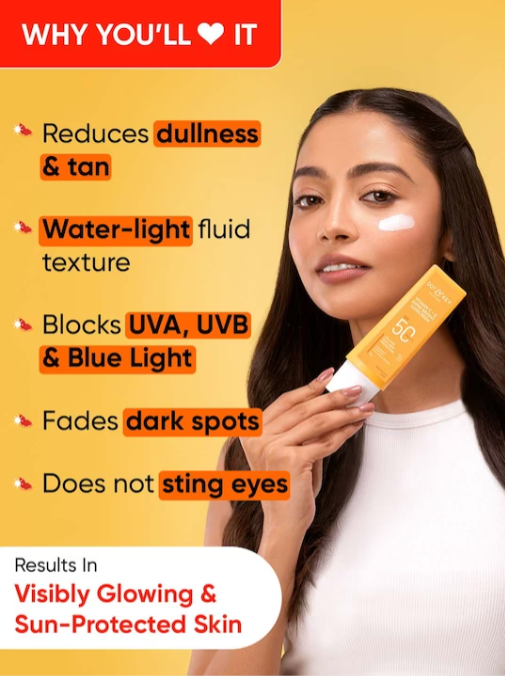 WHY YOU'LL ♥ IT
Reduces dullness
& tan
Water-light fluid
texture
Blocks UVA, UVB
& Blue Light
Fades dark spots
Does not sting eyes
50
Results In
Visibly Glowing &
Sun-Protected Skin